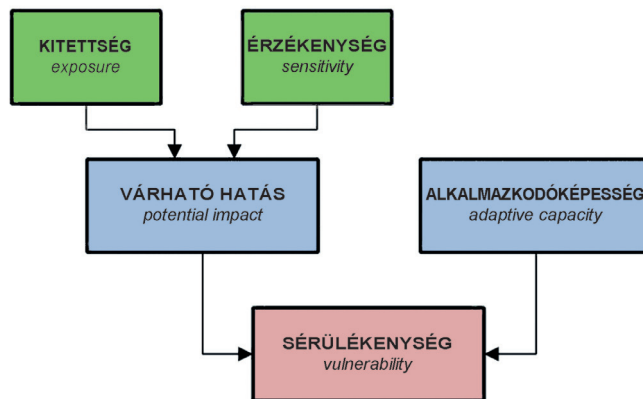 KITETTSÉG
exposure
ÉRZÉKENYSÉG
sensitivity
VÁRHATÓ HATÁS
potential impact
ALKALMAZKODÓKÉPESSÉG
adaptive capacity
SÉRÜLÉKENYSÉG
vulnerability